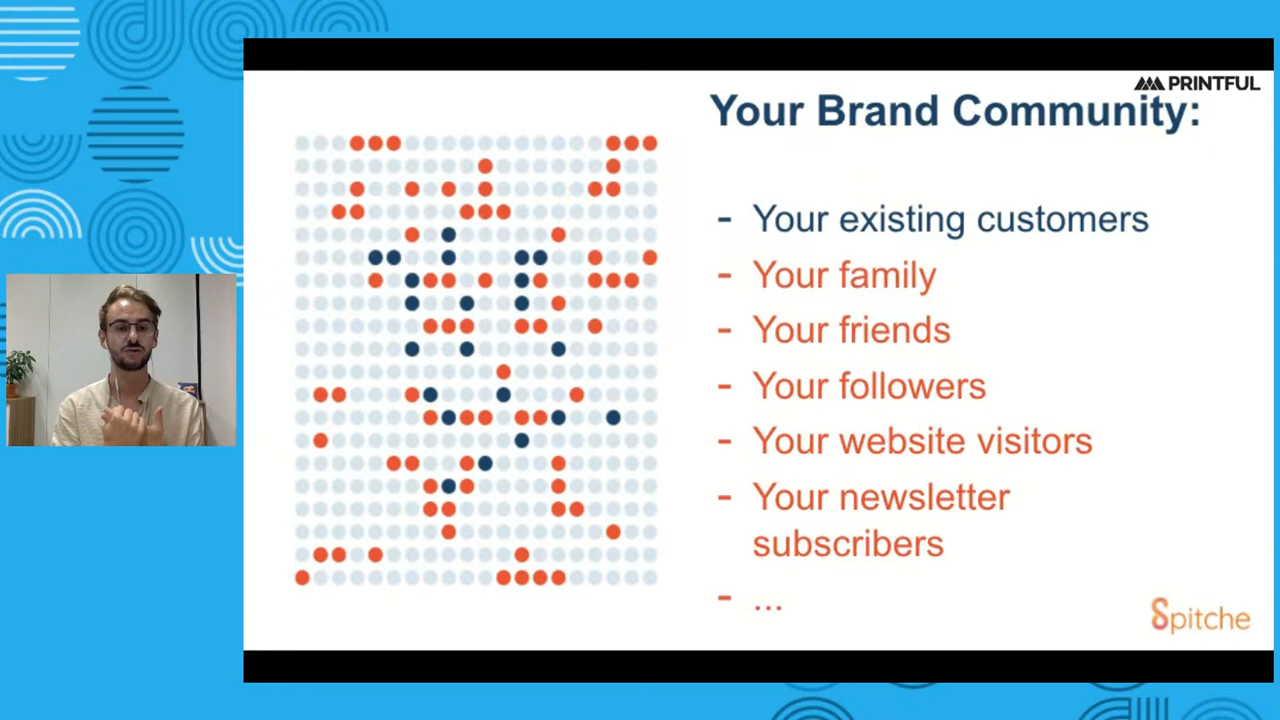 PRINTFUL
Your Brand Community:
- Your existing customers
- Your family
- Your friends
- Your followers
- Your website visitors
- Your newsletter
subscribers
- ...
Spitche